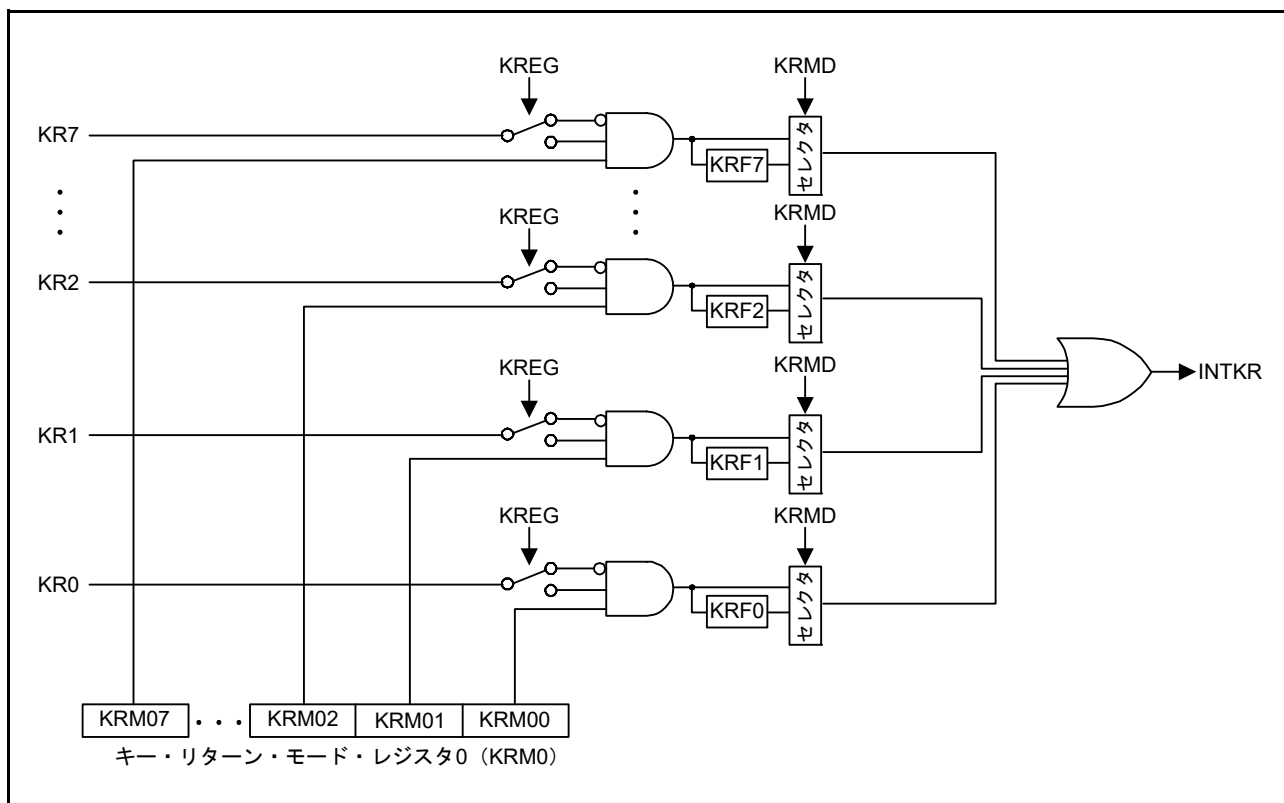 KREG
KRMD
KR7
KRF7
セレクタ
KREG
KRMD
KR2
KRF2
セレクタ
KREG
KRMD
KR1
KRF1
セレクタ
INTKR
KREG
KRMD
KR0
KRF0
セレクタ
KRM07 ・・・ KRM02 KRM01 KRM00
キー・リターン・モード・レジスタ0（KRM0）